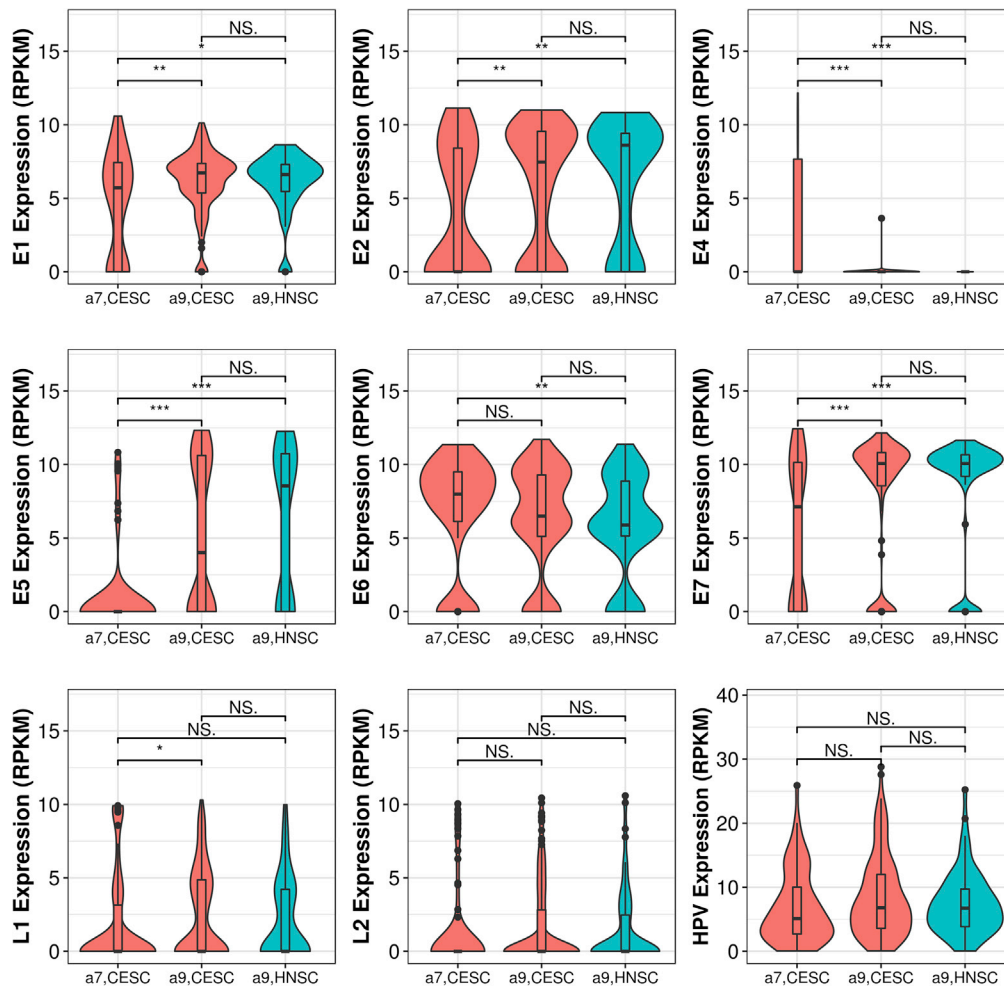 E1 Expression (RPKM)
15
10
5
0
NS.
*
**
a7,CESC a9,CESC a9,HNSC
E2 Expression (RPKM)
15
10
5
0
NS.
**
**
a7,CESC a9,CESC a9,HNSC
E4 Expression (RPKM)
15
10
5
0
NS.
***
***
a7,CESC a9,CESC a9,HNSC
E5 Expression (RPKM)
15
10
5
0
NS.
***
***
a7,CESC a9,CESC a9,HNSC
E6 Expression (RPKM)
15
10
5
0
NS.
**
NS.
a7,CESC a9,CESC a9,HNSC
E7 Expression (RPKM)
15
10
5
0
NS.
***
***
a7,CESC a9,CESC a9,HNSC
L1 Expression (RPKM)
15
10
5
0
NS.
NS.
*
a7,CESC a9,CESC a9,HNSC
L2 Expression (RPKM)
15
10
5
0
NS.
NS.
NS.
a7,CESC a9,CESC a9,HNSC
HPV Expression (RPKM)
40
30
20
10
0
NS.
NS.
NS.
a7,CESC a9,CESC a9,HNSC